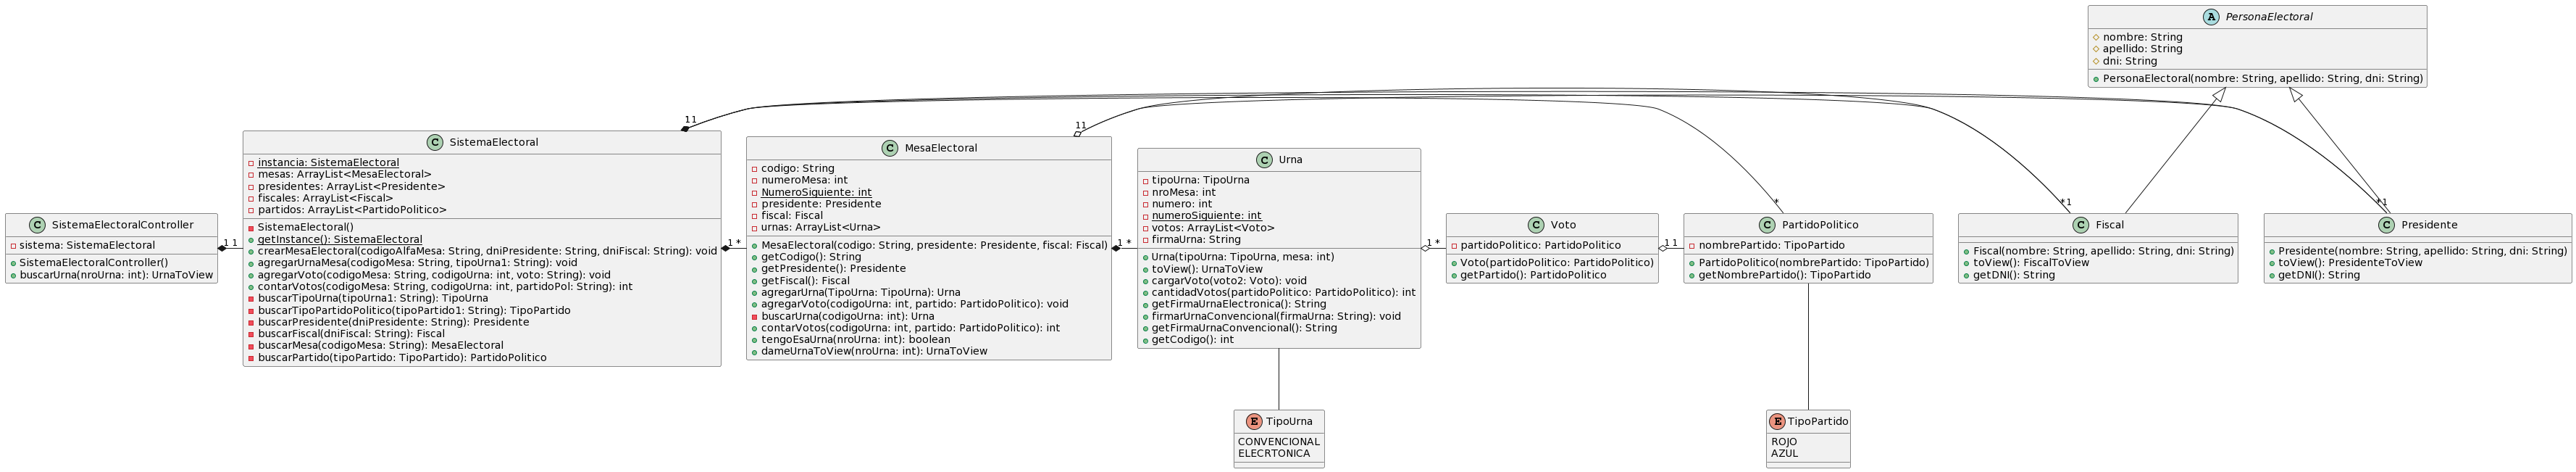 A PersonaElectoral
nombre: String
apellido: String
dni: String
PersonaElectoral(nombre: String, apellido: String, dni: String)
C SistemaElectoralController
sistema: SistemaElectoral
SistemaElectoralController()
buscarUrna(nroUrna: int): UrnaToView
1 1
11
C SistemaElectoral
instancia: SistemaElectoral
mesas: ArrayList<MesaElectoral>
presidentes: ArrayList<Presidente>
fiscales: ArrayList<Fiscal>
partidos: ArrayList<PartidoPolitico>
SistemaElectoral()
getInstance(): SistemaElectoral
crearMesaElectoral(codigoAlfaMesa: String, dniPresidente: String, dniFiscal: String): void
agregarUrnaMesa(codigoMesa: String, tipoUrna1: String): void
agregarVoto(codigoMesa: String, codigoUrna: int, voto: String): void
contarVotos(codigoMesa: String, codigoUrna: int, partidoPol: String): int
buscarTipoUrna(tipoUrna1: String): TipoUrna
buscarTipoPartidoPolitico(tipoPartido1: String): TipoPartido
buscarPresidente(dniPresidente: String): Presidente
buscarFiscal(dniFiscal: String): Fiscal
buscarMesa(codigoMesa: String): MesaElectoral
buscarPartido(tipoPartido: TipoPartido): PartidoPolitico
1 *
11
C MesaElectoral
codigo: String
numeroMesa: int
NumeroSiguiente: int
presidente: Presidente
fiscal: Fiscal
urnas: ArrayList<Urna>
MesaElectoral(codigo: String, presidente: Presidente, fiscal: Fiscal)
getCodigo(): String
getPresidente(): Presidente
getFiscal(): Fiscal
agregarUrna(TipoUrna: TipoUrna): Urna
agregarVoto(codigoUrna: int, partido: PartidoPolitico): void
buscarUrna(codigoUrna: int): Urna
contarVotos(codigoUrna: int, partido: PartidoPolitico): int
tengoEsaUrna(nroUrna: int): boolean
dameUrnaToView(nroUrna: int): UrnaToView
1 *
C Urna
tipoUrna: TipoUrna
nroMesa: int
numero: int
numeroSiguiente: int
votos: ArrayList<Voto>
firmaUrna: String
Urna(tipoUrna: TipoUrna, mesa: int)
toView(): UrnaToView
cargarVoto(voto2: Voto): void
cantidadVotos(partidoPolitico: PartidoPolitico): int
getFirmaUrnaElectronica(): String
firmarUrnaConvencional(firmaUrna: String): void
getFirmaUrnaConvencional(): String
getCodigo(): int
1 *
C Voto
partidoPolitico: PartidoPolitico
Voto(partidoPolitico: PartidoPolitico)
getPartido(): PartidoPolitico
1 1
*
C PartidoPolitico
nombrePartido: TipoPartido
PartidoPolitico(nombrePartido: TipoPartido)
getNombrePartido(): TipoPartido
*1
C Fiscal
Fiscal(nombre: String, apellido: String, dni: String)
toView(): FiscalToView
getDNI(): String
*1
C Presidente
Presidente(nombre: String, apellido: String, dni: String)
toView(): PresidenteToView
getDNI(): String
E TipoUrna
CONVENCIONAL
ELECRTONICA
E TipoPartido
ROJO
AZUL